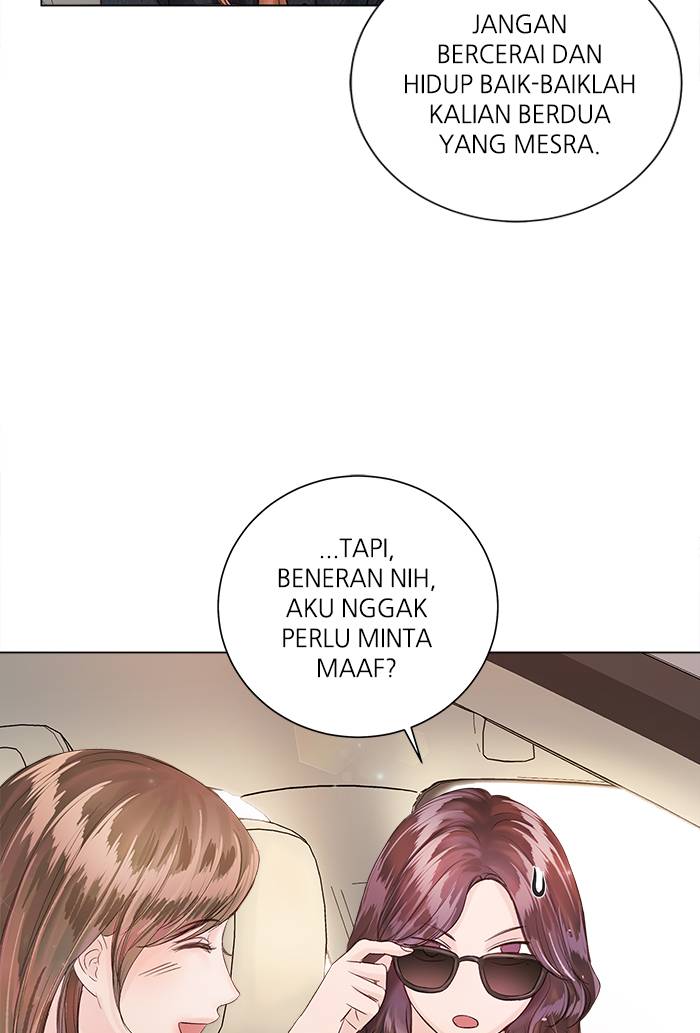 JANGAN
BERCERAI DAN
HIDUP BAIK-BAIKLAH
KALIAN BERDUA
YANG MESRA.
...TAPI,
BENERAN NIH,
AKU NGGAK
PERLU MINTA
MAAF?